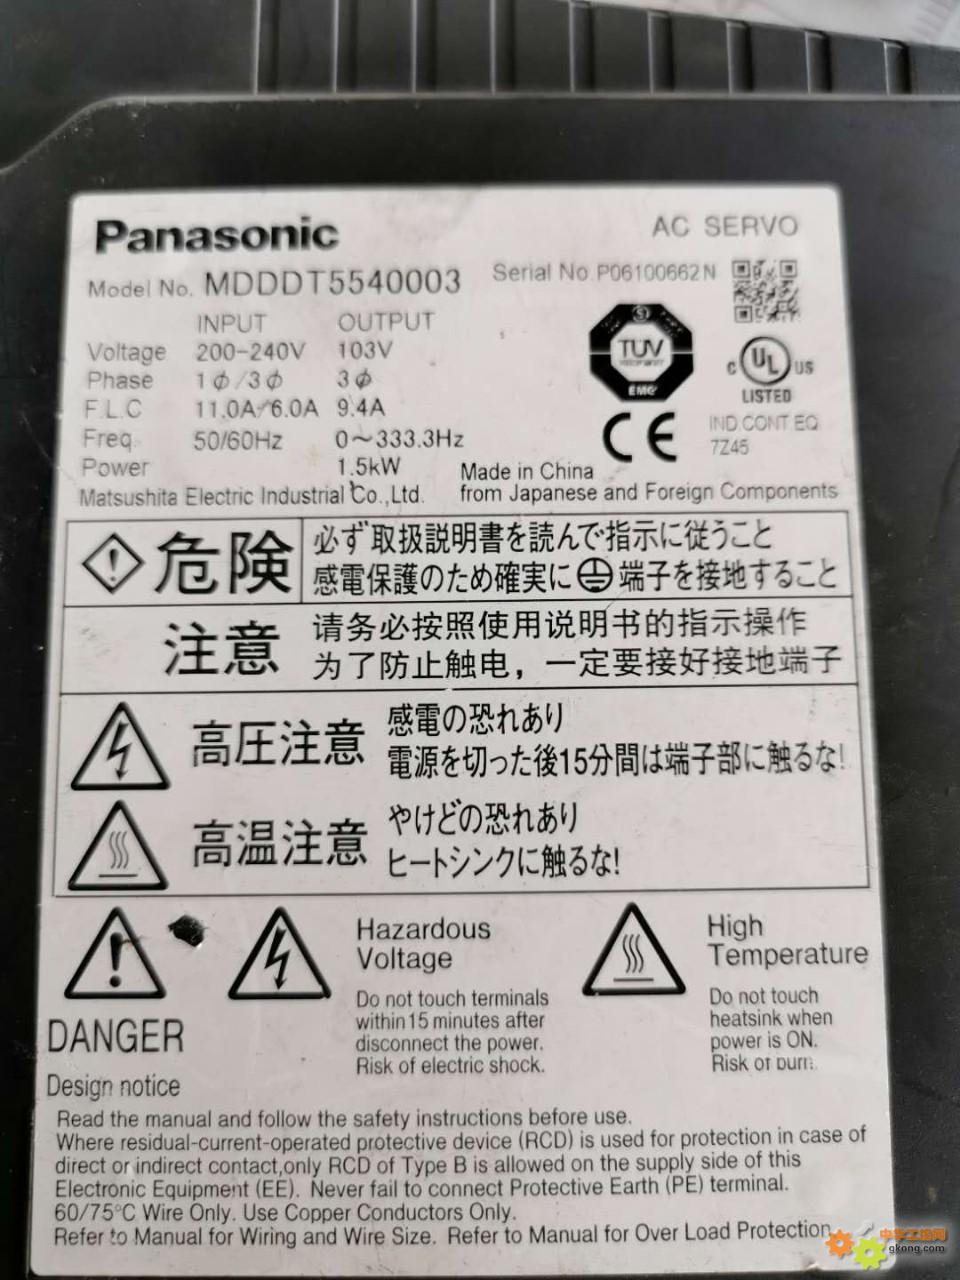 Panasonic
AC SERVO
Model No. MDDDT5540003
Serial No. P06100662N
INPUT OUTPUT
Voltage 200-240V 103V
Phase 1ϕ/3ϕ 3ϕ
F.L.C 11.0A/6.0A 9.4A
Freq. 50/60Hz 0~333.3Hz
Power 1.5kW
Matsushita Electric Industrial Co.,Ltd.
TÜV
EMC
C UL US
LISTED
CE
IND.CONT.EQ
7Z45
Made in China
from Japanese and Foreign Components
危険
必ず取扱説明書を読んで指示に従うこと
感電保護のため確実に端子を接地すること
注意
请务必按照使用说明书的指示操作
为了防止触电，一定要接好接地端子
高圧注意
感電の恐れあり
電源を切った後15分間は端子部に触るな!
高温注意
やけどの恐れあり
ヒートシンクに触るな!
DANGER
Hazardous
Voltage
Do not touch terminals
within 15 minutes after
disconnect the power.
Risk of electric shock.
High
Temperature
Do not touch
heatsink when
power is ON.
Risk of burn.
Design notice
Read the manual and follow the safety instructions before use.
Where residual-current-operated protective device (RCD) is used for protection in case of
direct or indirect contact,only RCD of Type B is allowed on the supply side of this
Electronic Equipment (EE). Never fail to connect Protective Earth (PE) terminal.
60/75°C Wire Only. Use Copper Conductors Only.
Refer to Manual for Wiring and Wire Size. Refer to Manual for Over Load Protection.
中华工控网
gkong.com